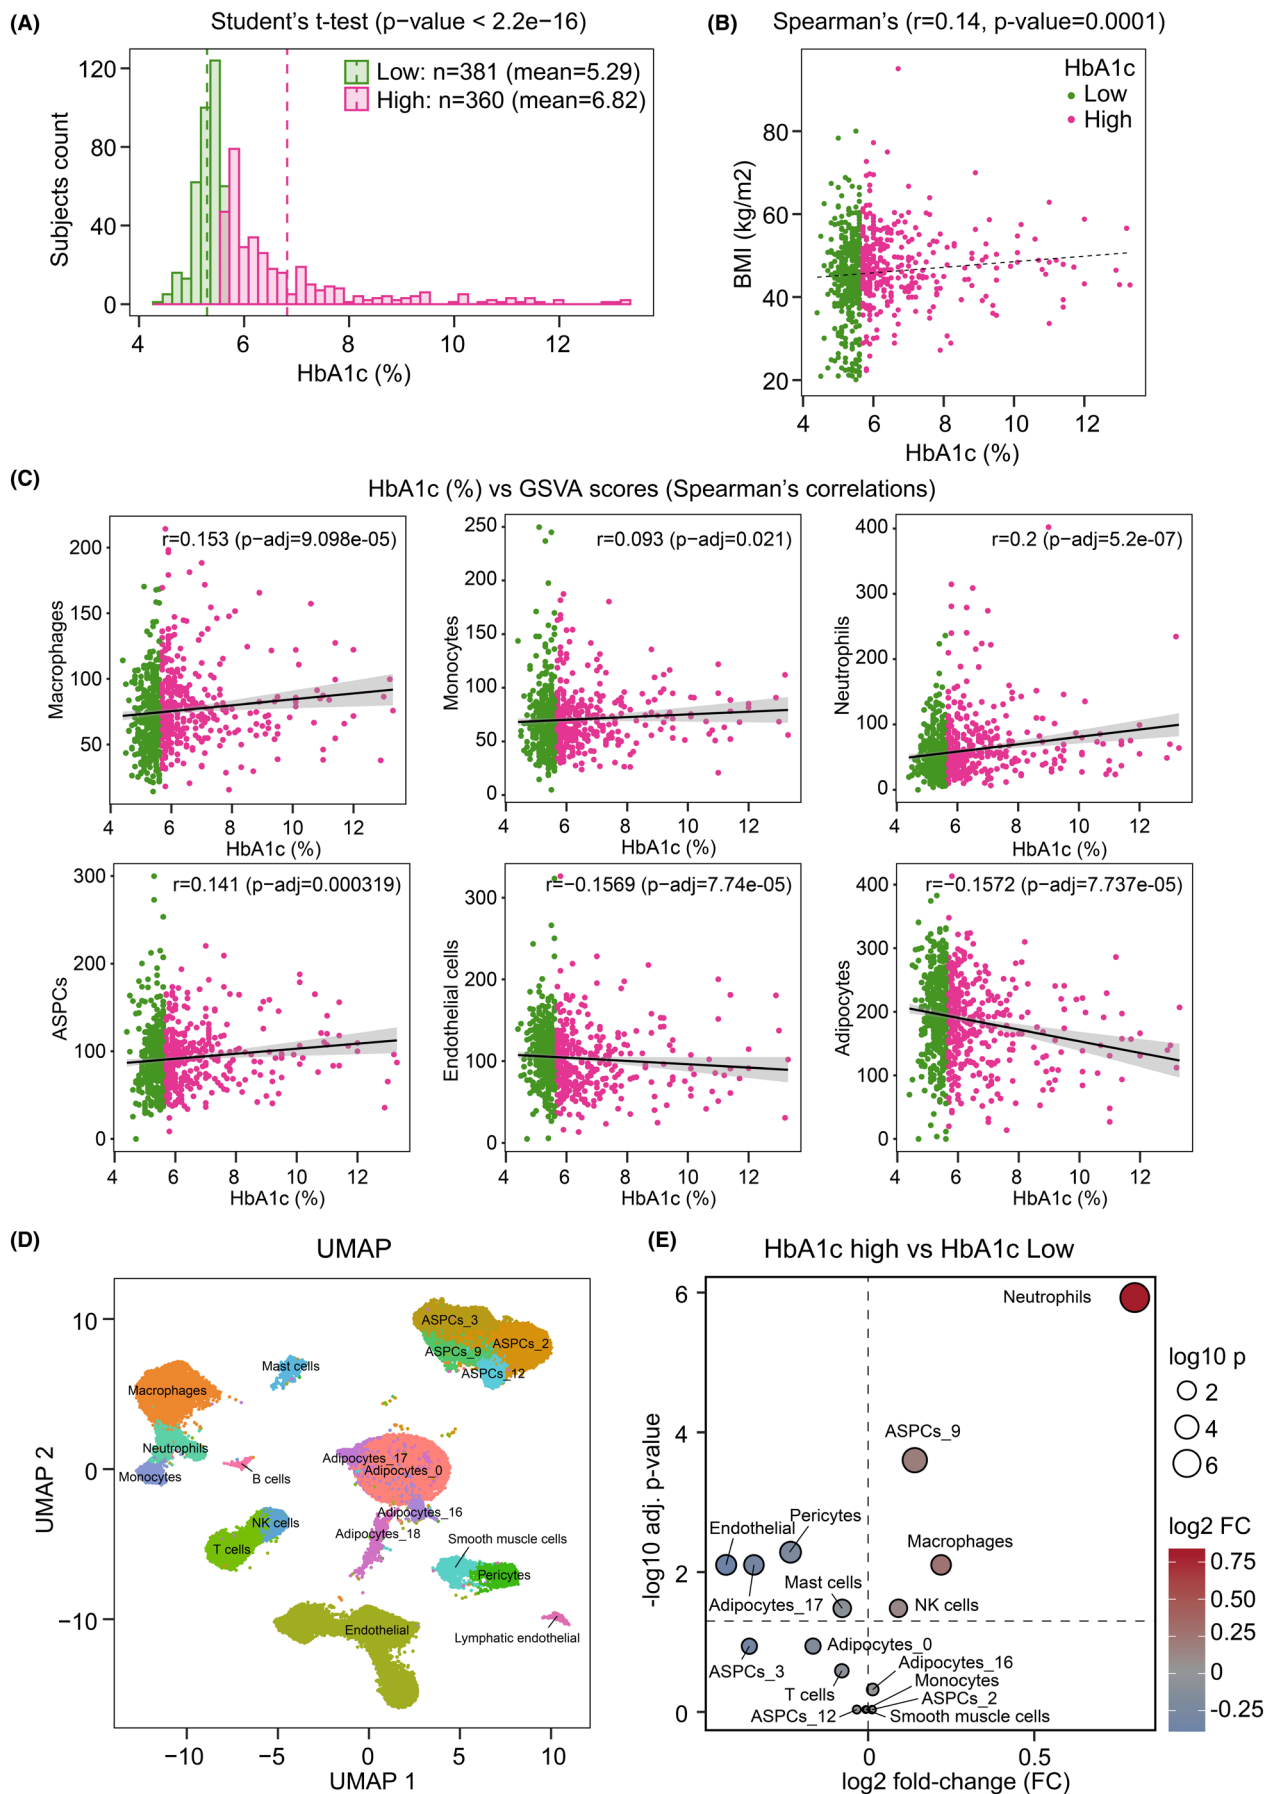 (A)
Student's t-test (p-value < 2.2e-16)
Low: n=381 (mean=5.29)
High: n=360 (mean=6.82)
Subjects count
120
80
40
0
4 6 8 10 12
HbA1c (%)
(B)
Spearman's (r=0.14, p-value=0.0001)
HbA1c
Low
High
BMI (kg/m2)
80
60
40
20
4 6 8 10 12
HbA1c (%)
(C)
HbA1c (%) vs GSVA scores (Spearman's correlations)
r=0.153 (p-adj=9.098e-05)
Macrophages
200
150
100
50
4 6 8 10 12
HbA1c (%)
r=0.093 (p-adj=0.021)
Monocytes
250
200
150
100
50
0
4 6 8 10 12
HbA1c (%)
r=0.2 (p-adj=5.2e-07)
Neutrophils
400
300
200
100
0
4 6 8 10 12
HbA1c (%)
r=0.141 (p-adj=0.000319)
ASPCs
300
200
100
0
4 6 8 10 12
HbA1c (%)
r=-0.1569 (p-adj=7.74e-05)
Endothelial cells
300
200
100
0
4 6 8 10 12
HbA1c (%)
r=-0.1572 (p-adj=7.737e-05)
Adipocytes
400
300
200
100
0
4 6 8 10 12
HbA1c (%)
(D)
UMAP
UMAP 2
10
0
-10
ASPCs_3
ASPCs_2
ASPCs_9
ASPCs_12
Mast cells
Macrophages
Neutrophils
Monocytes
B cells
Adipocytes_17
Adipocytes_0
Adipocytes_16
Adipocytes_18
NK cells
T cells
Smooth muscle cells
Pericytes
Endothelial
Lymphatic endothelial
-10 -5 0 5 10
UMAP 1
(E)
HbA1c high vs HbA1c Low
-log10 adj. p-value
6
4
2
0
Neutrophils
ASPCs_9
Pericytes
Endothelial
Macrophages
Mast cells
Adipocytes_17
NK cells
Adipocytes_0
ASPCs_3
Adipocytes_16
T cells
Monocytes
ASPCs_2
ASPCs_12
Smooth muscle cells
0 0.5
log2 fold-change (FC)
log10 p
2
4
6
log2 FC
0.75
0.50
0.25
0
-0.25